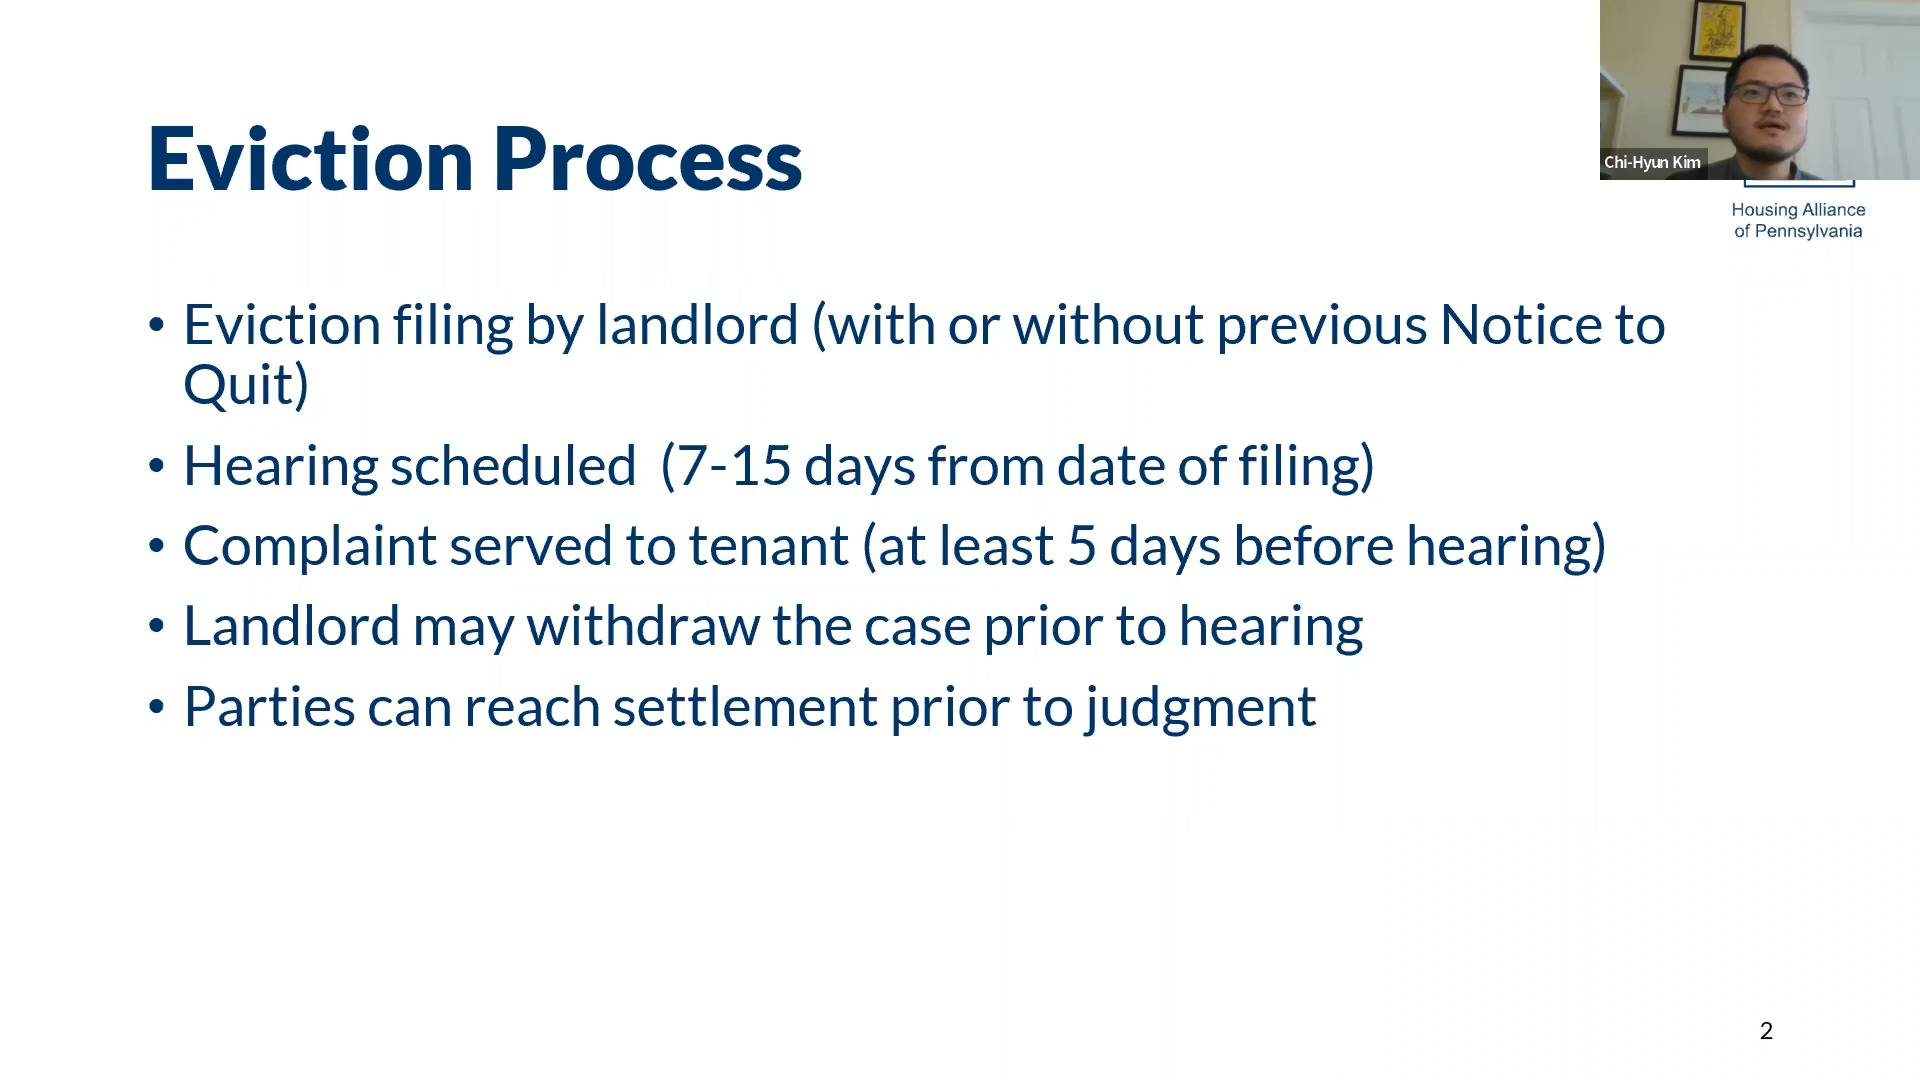 Eviction Process
Chi-Hyun Kim
Housing Alliance
of Pennsylvania
• Eviction filing by landlord (with or without previous Notice to
Quit)
• Hearing scheduled  (7-15 days from date of filing)
• Complaint served to tenant (at least 5 days before hearing)
• Landlord may withdraw the case prior to hearing
• Parties can reach settlement prior to judgment
2